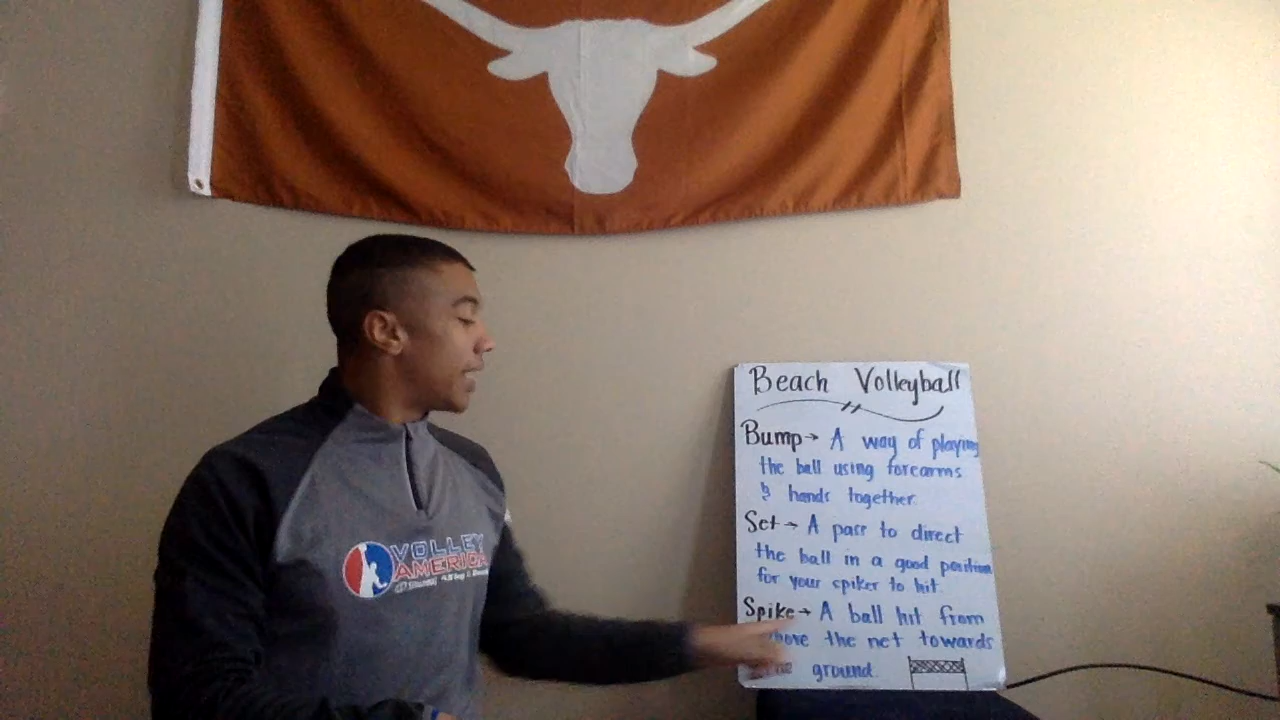 Beach Volleyball
Bump→ A way of playing
the ball using forearms
& hands together.
Set→ A pass to direct
the ball in a good position
for your spiker to hit.
Spike→ A ball hit from
the net towards
ground.
VOLLEY
AMERICA